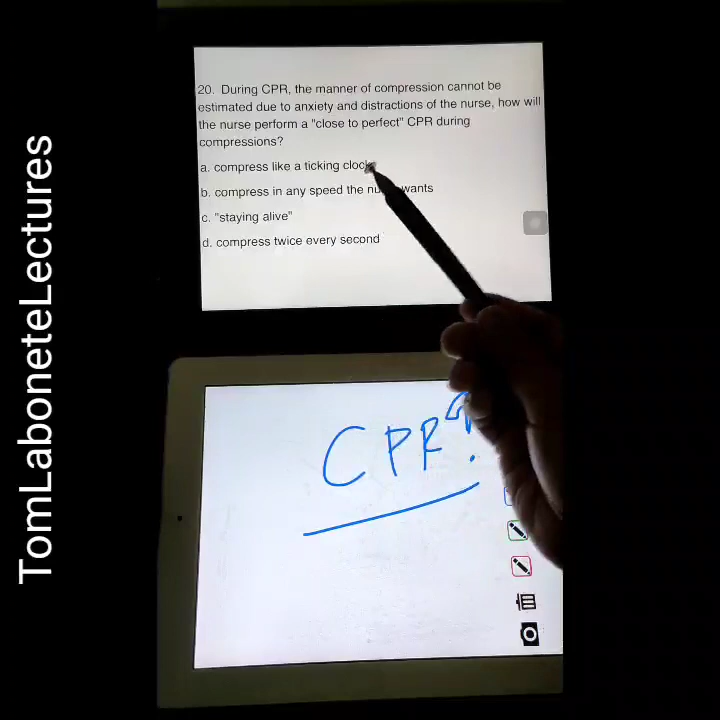 20. During CPR, the manner of compression cannot be
estimated due to anxiety and distractions of the nurse, how will
the nurse perform a "close to perfect" CPR during
compressions?
a. compress like a ticking clock
b. compress in any speed the wants
c. "staying alive"
d. compress twice every second
TomLaboneteLectures
CPR?